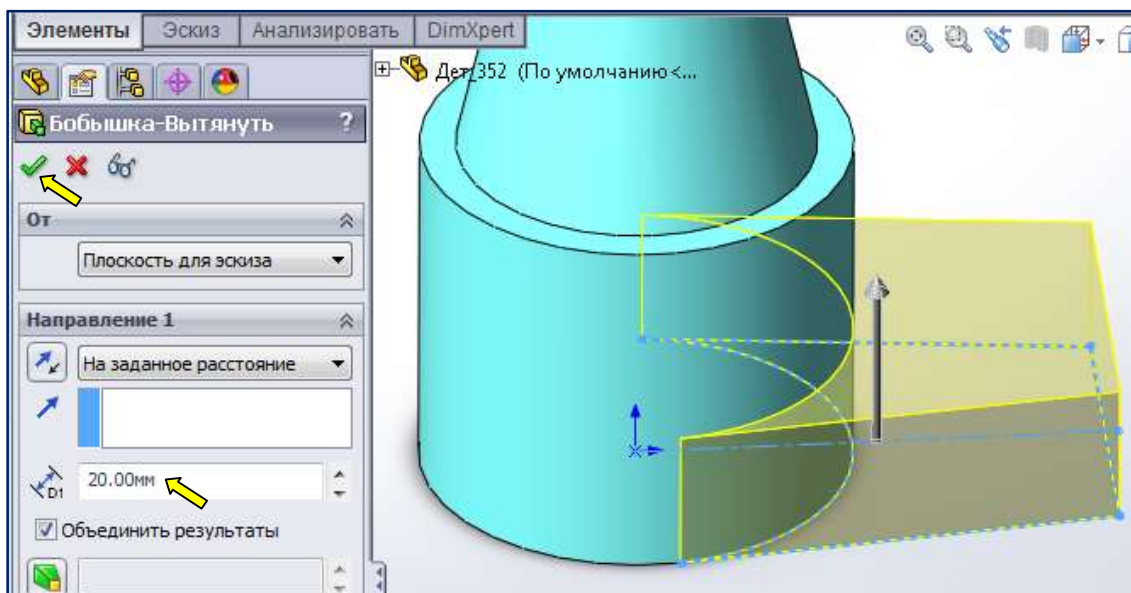 Элементы Эскиз Анализировать DimXpert
Дет_352 (По умолчанию<...
Бобышка-Вытянуть ?
От
Плоскость для эскиза
Направление 1
На заданное расстояние
D1 20.00мм
Объединить результаты